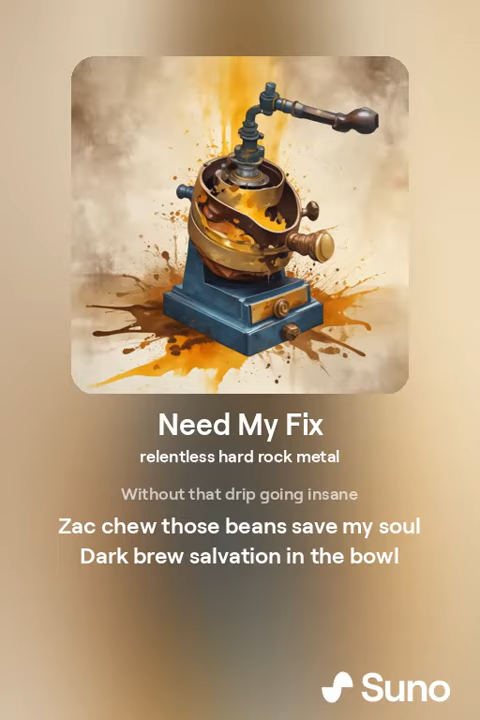 Need My Fix
relentless hard rock metal
Without that drip going insane
Zac chew those beans save my soul
Dark brew salvation in the bowl
Suno